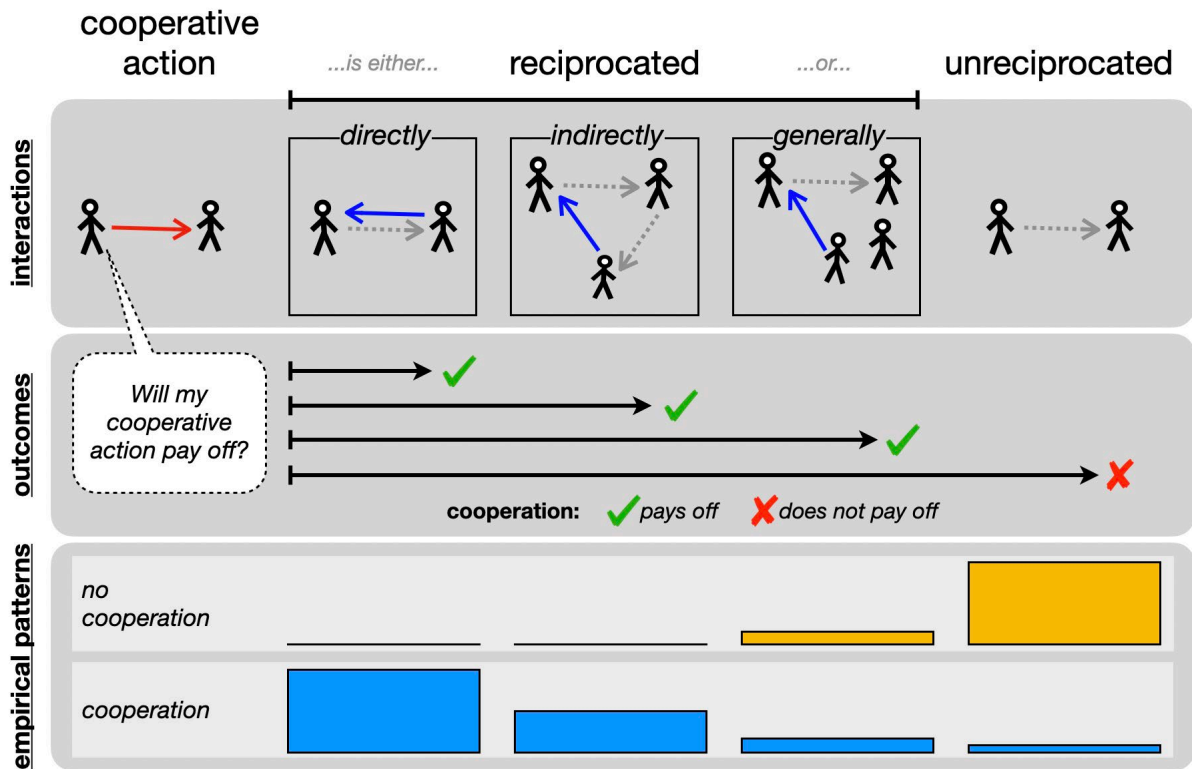 cooperative
action
...is either...
reciprocated
...or...
unreciprocated
interactions
directly
indirectly
generally
outcomes
Will my
cooperative
action pay off?
cooperation: pays off does not pay off
empirical patterns
no
cooperation
cooperation